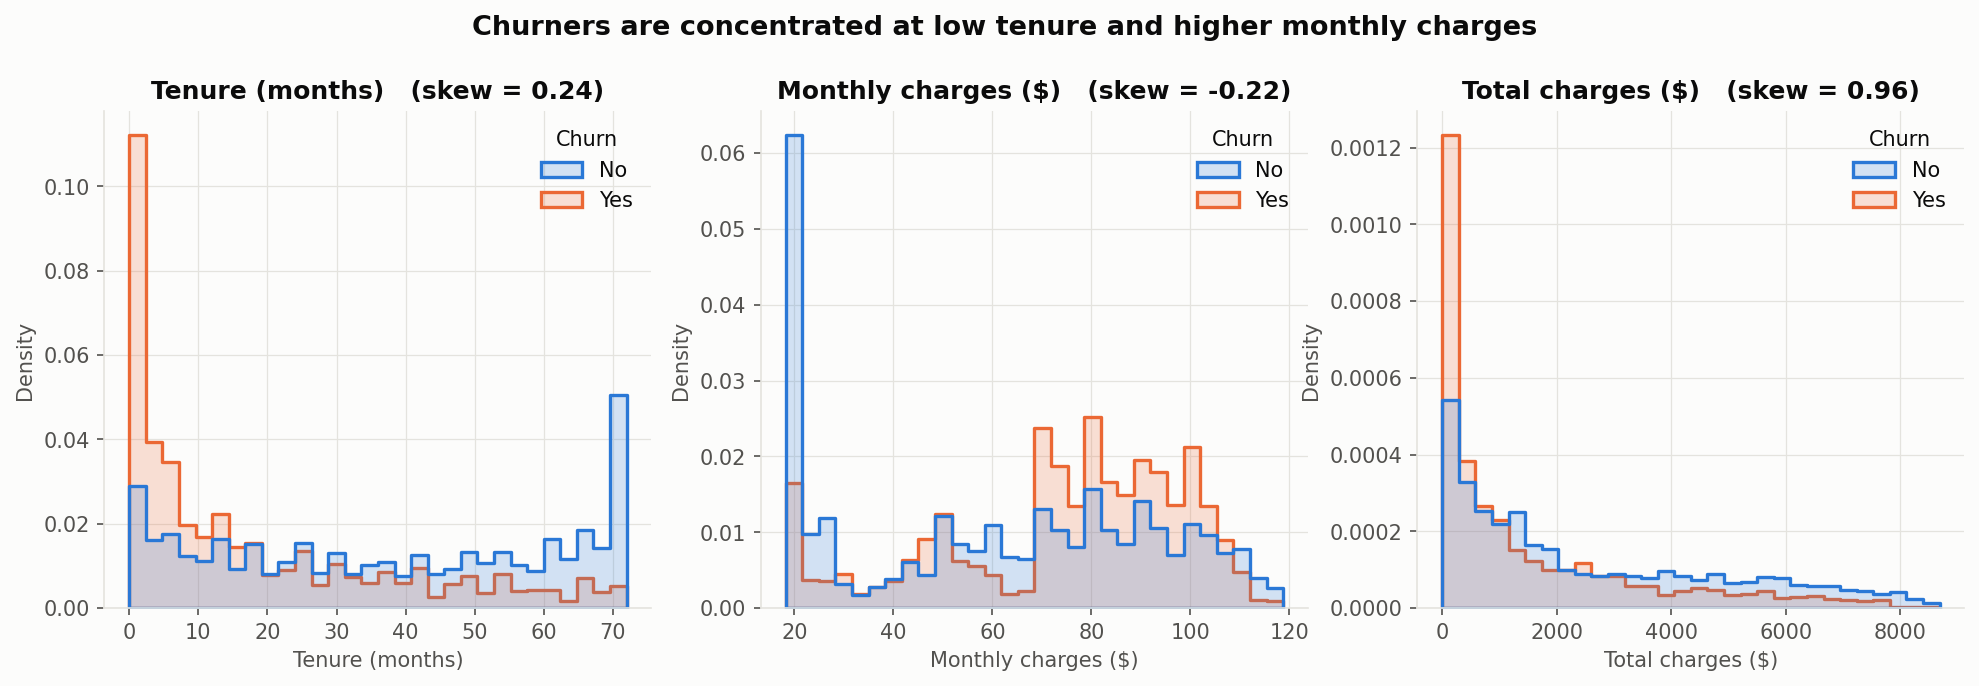 Churners are concentrated at low tenure and higher monthly charges
Tenure (months)   (skew = 0.24)
Density
0.10
0.08
0.06
0.04
0.02
0.00
0 10 20 30 40 50 60 70
Tenure (months)
Churn
No
Yes
Monthly charges ($)   (skew = -0.22)
Density
0.06
0.05
0.04
0.03
0.02
0.01
0.00
20 40 60 80 100 120
Monthly charges ($)
Churn
No
Yes
Total charges ($)   (skew = 0.96)
Density
0.0012
0.0010
0.0008
0.0006
0.0004
0.0002
0.0000
0 2000 4000 6000 8000
Total charges ($)
Churn
No
Yes